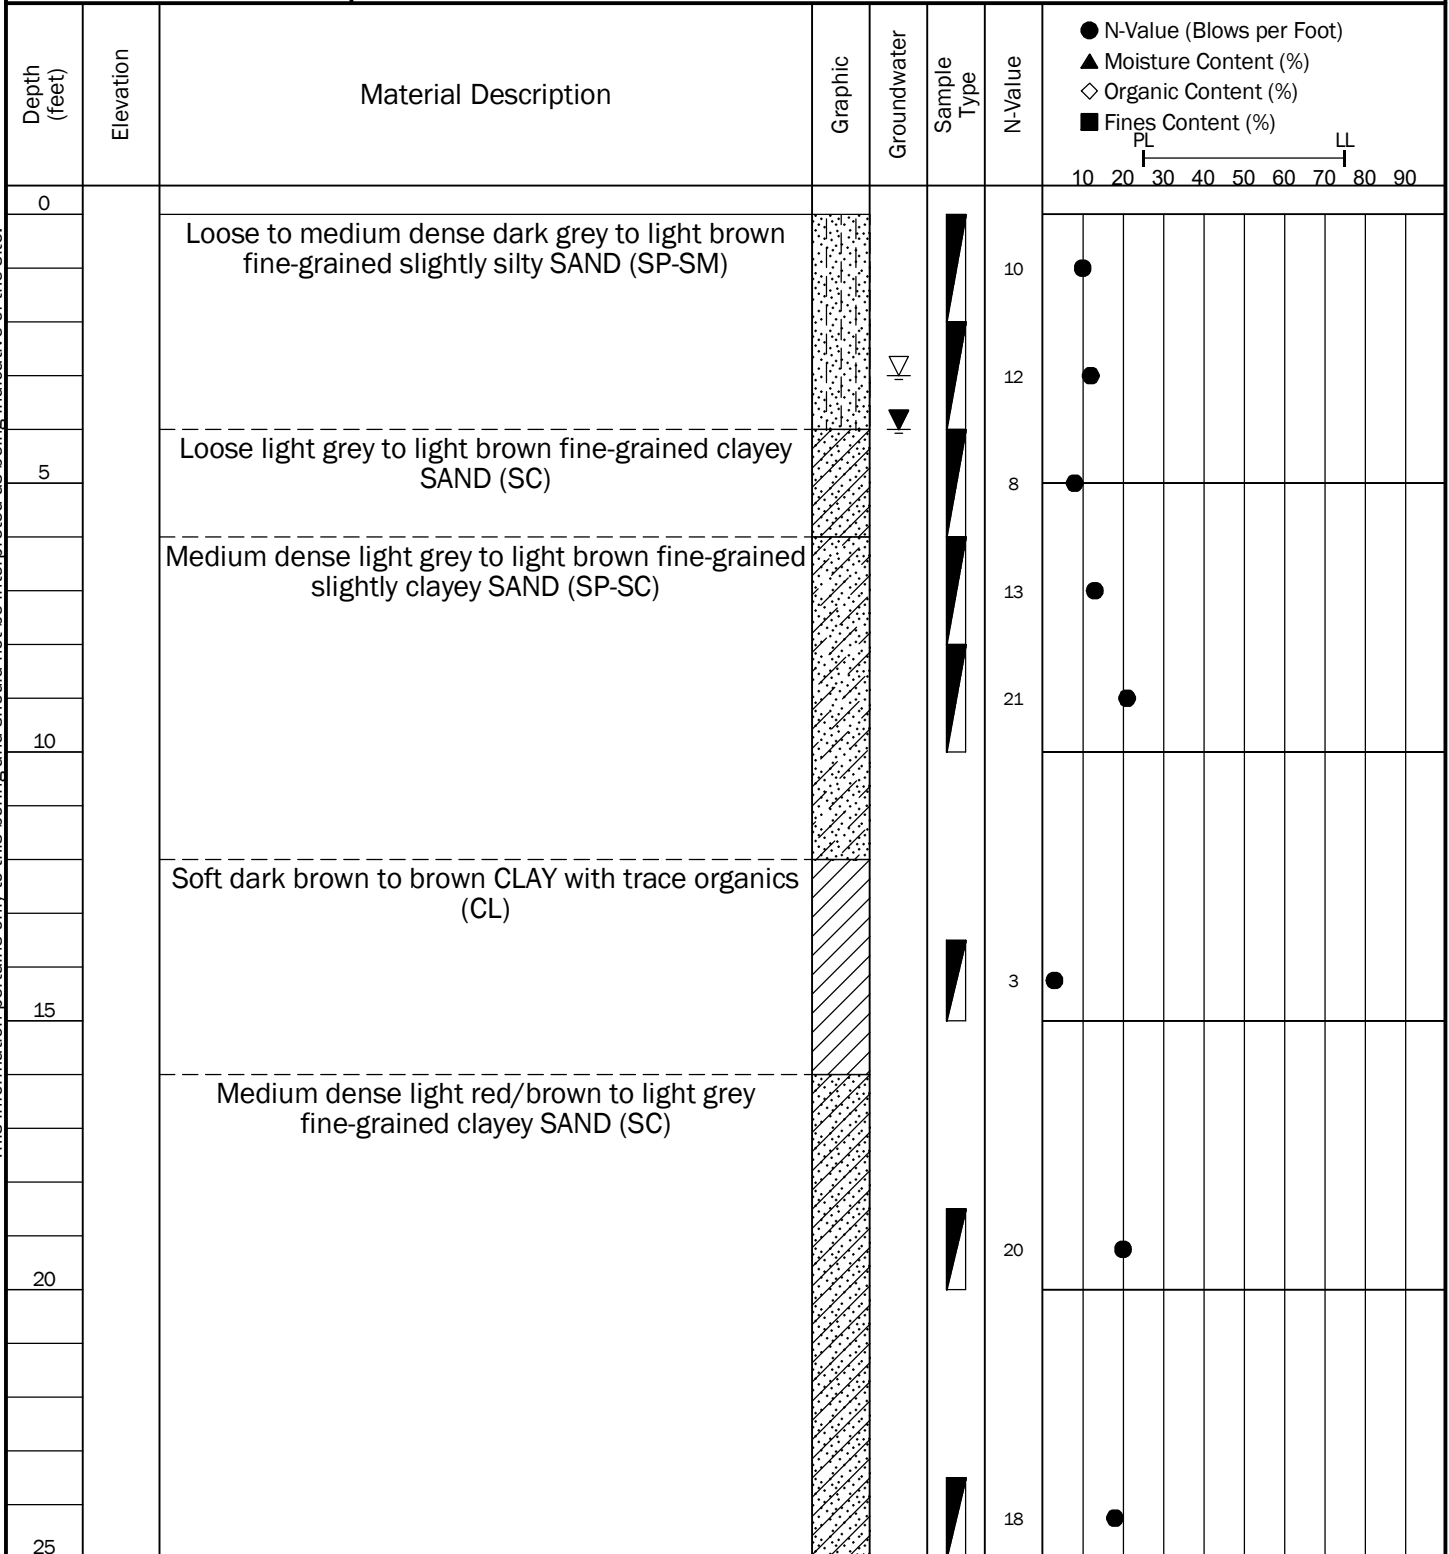 Depth
(feet)
Elevation
Material Description
Graphic
Groundwater
Sample
Type
N-Value
N-Value (Blows per Foot)
Moisture Content (%)
Organic Content (%)
Fines Content (%)
PL LL
10 20 30 40 50 60 70 80 90
0
Loose to medium dense dark grey to light brown
fine-grained slightly silty SAND (SP-SM)
10
12
Loose light grey to light brown fine-grained clayey
SAND (SC)
5
8
Medium dense light grey to light brown fine-grained
slightly clayey SAND (SP-SC)
13
21
10
Soft dark brown to brown CLAY with trace organics
(CL)
3
15
Medium dense light red/brown to light grey
fine-grained clayey SAND (SC)
20
20
18
25